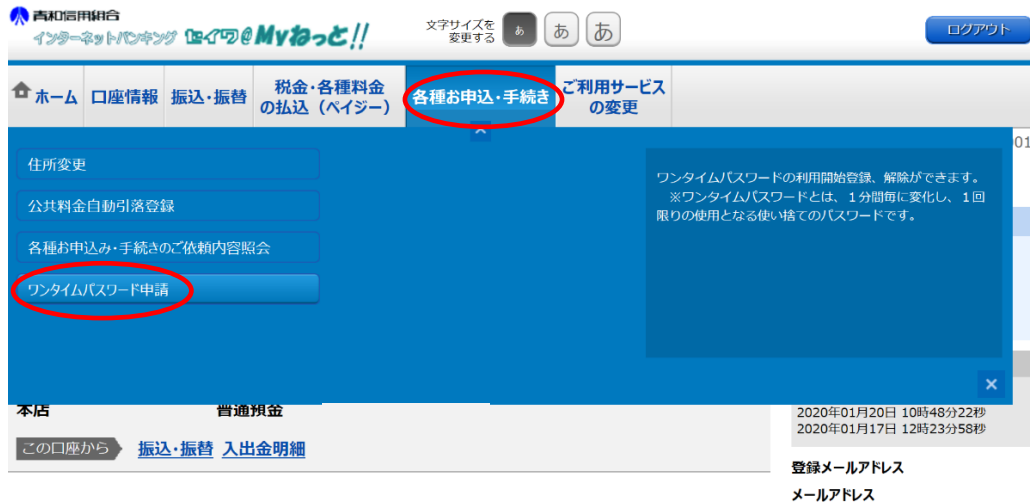 青和信用組合
インターネットバンキング セイワ@Myねっと!!
文字サイズを
変更する
あ
あ
あ
ログアウト
ホーム
口座情報
振込・振替
税金・各種料金
の払込（ペイジー）
各種お申込・手続き
ご利用サービス
の変更
01
住所変更
公共料金自動引落登録
各種お申込み・手続きのご依頼内容照会
ワンタイムパスワード申請
ワンタイムパスワードの利用開始登録、解除ができます。
※ワンタイムパスワードとは、１分間毎に変化し、１回
限りの使用となる使い捨てのパスワードです。
×
本店 普通預金
この口座から 振込・振替 入出金明細
2020年01月20日 10時48分22秒
2020年01月17日 12時23分58秒
登録メールアドレス
メールアドレス